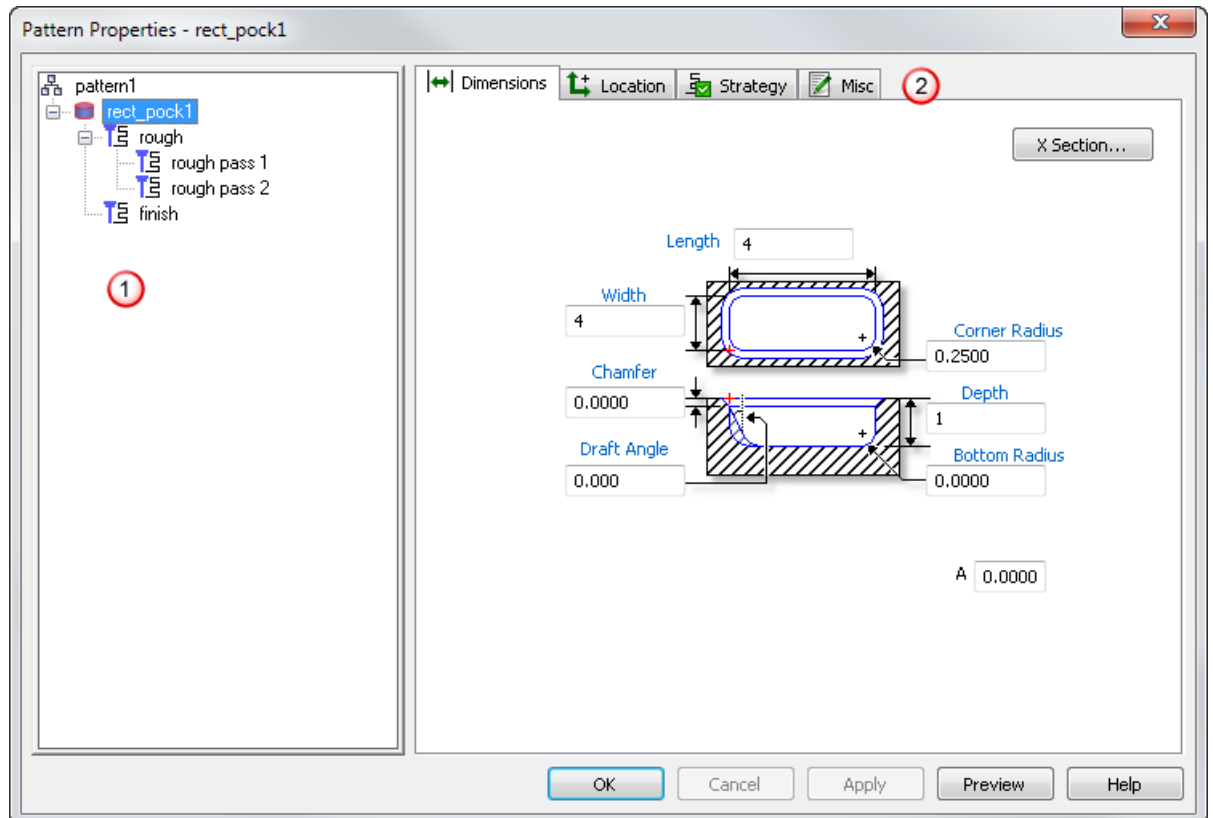 Pattern Properties - rect_pock1
x
pattern1
rect_pock1
rough
rough pass 1
rough pass 2
finish
1
Dimensions
Location
Strategy
Misc
2
X Section...
Length
4
Width
4
Corner Radius
0.2500
Chamfer
0.0000
Depth
1
Draft Angle
0.000
Bottom Radius
0.0000
A 0.0000
OK
Cancel
Apply
Preview
Help